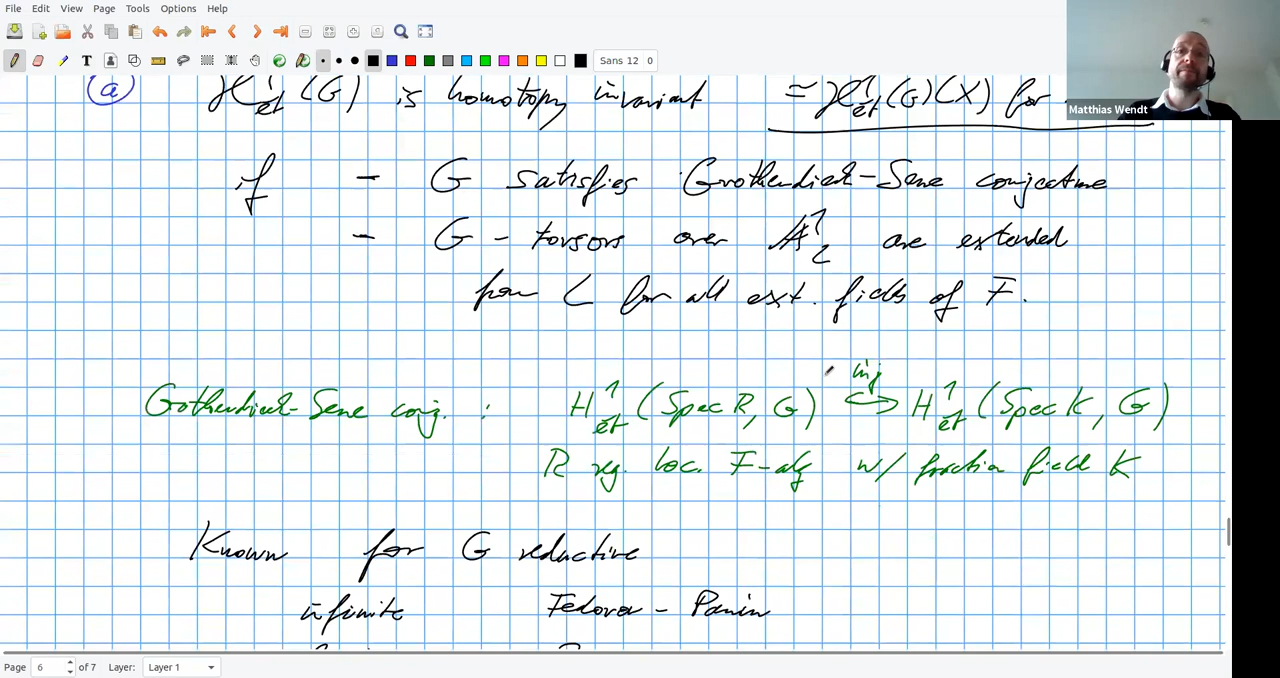 File Edit View Page Tools Options Help
Sans 12 0
Matthias Wendt
(a) H¹ét(G) is homotopy invariant = H¹ét(G)(X) for
if - G satisfies Grothendieck-Serre conjecture
- G-torsors over A¹_L are extended
from L for all ext. fields of F.
Grothendieck-Serre conj. : H¹ét(Spec R, G) inj ↪ H¹ét(Spec K, G)
R reg. loc. F-alg w/ fraction field K
Known for G reductive
infinite Fedorov - Panin
Page 6 of 7 Layer: Layer 1